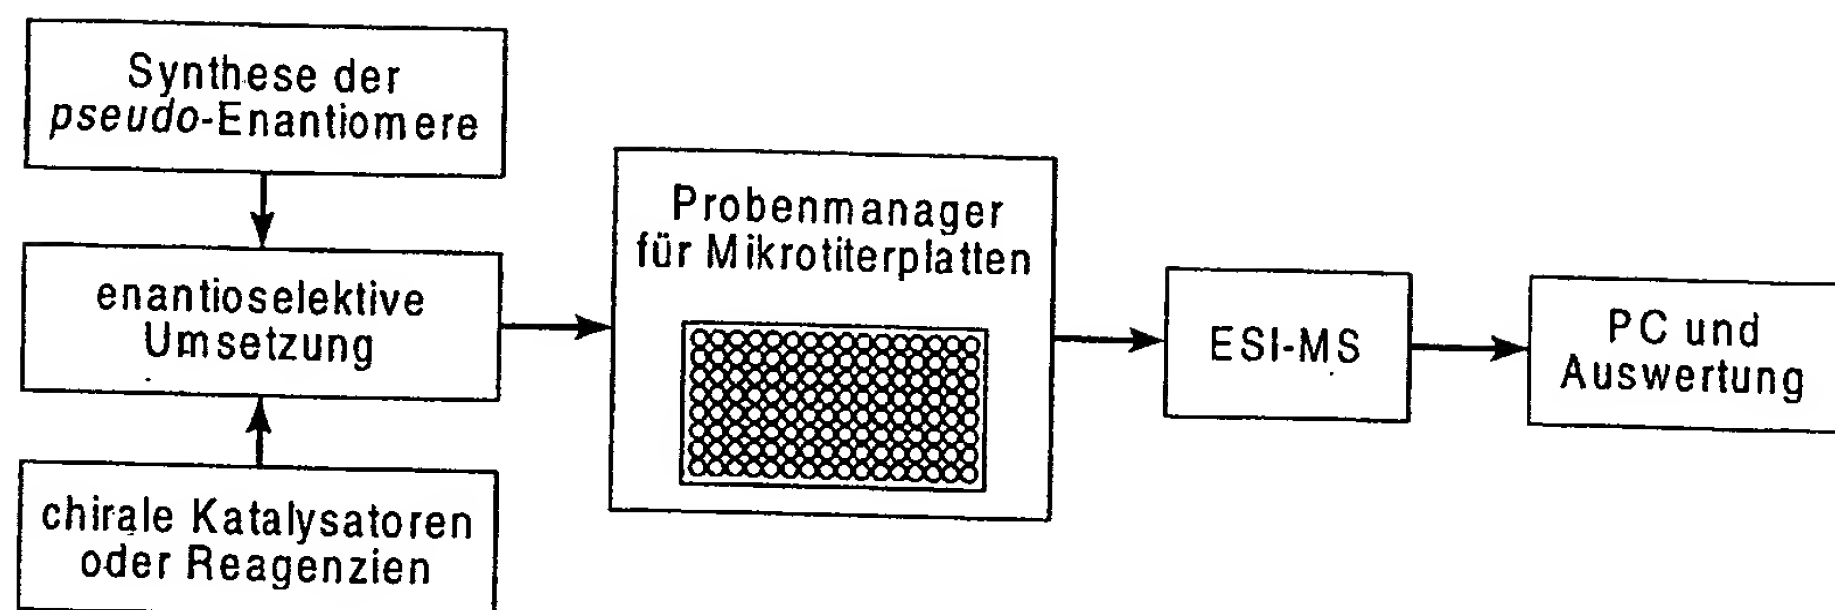 Synthese der
pseudo-Enantiomere
enantioselektive
Umsetzung
chirale Katalysatoren
oder Reagenzien
Probenmanager
für Mikrotiterplatten
ESI-MS
PC und
Auswertung